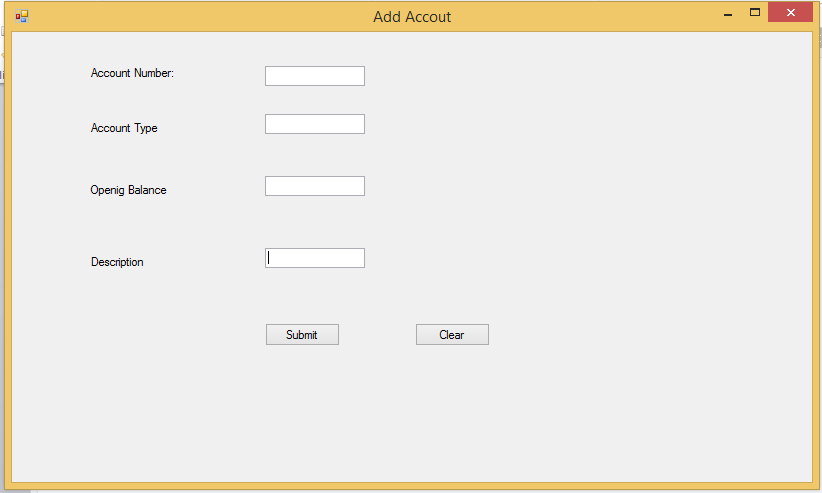 Add Accout
Account Number:
Account Type
Openig Balance
Description
Submit
Clear